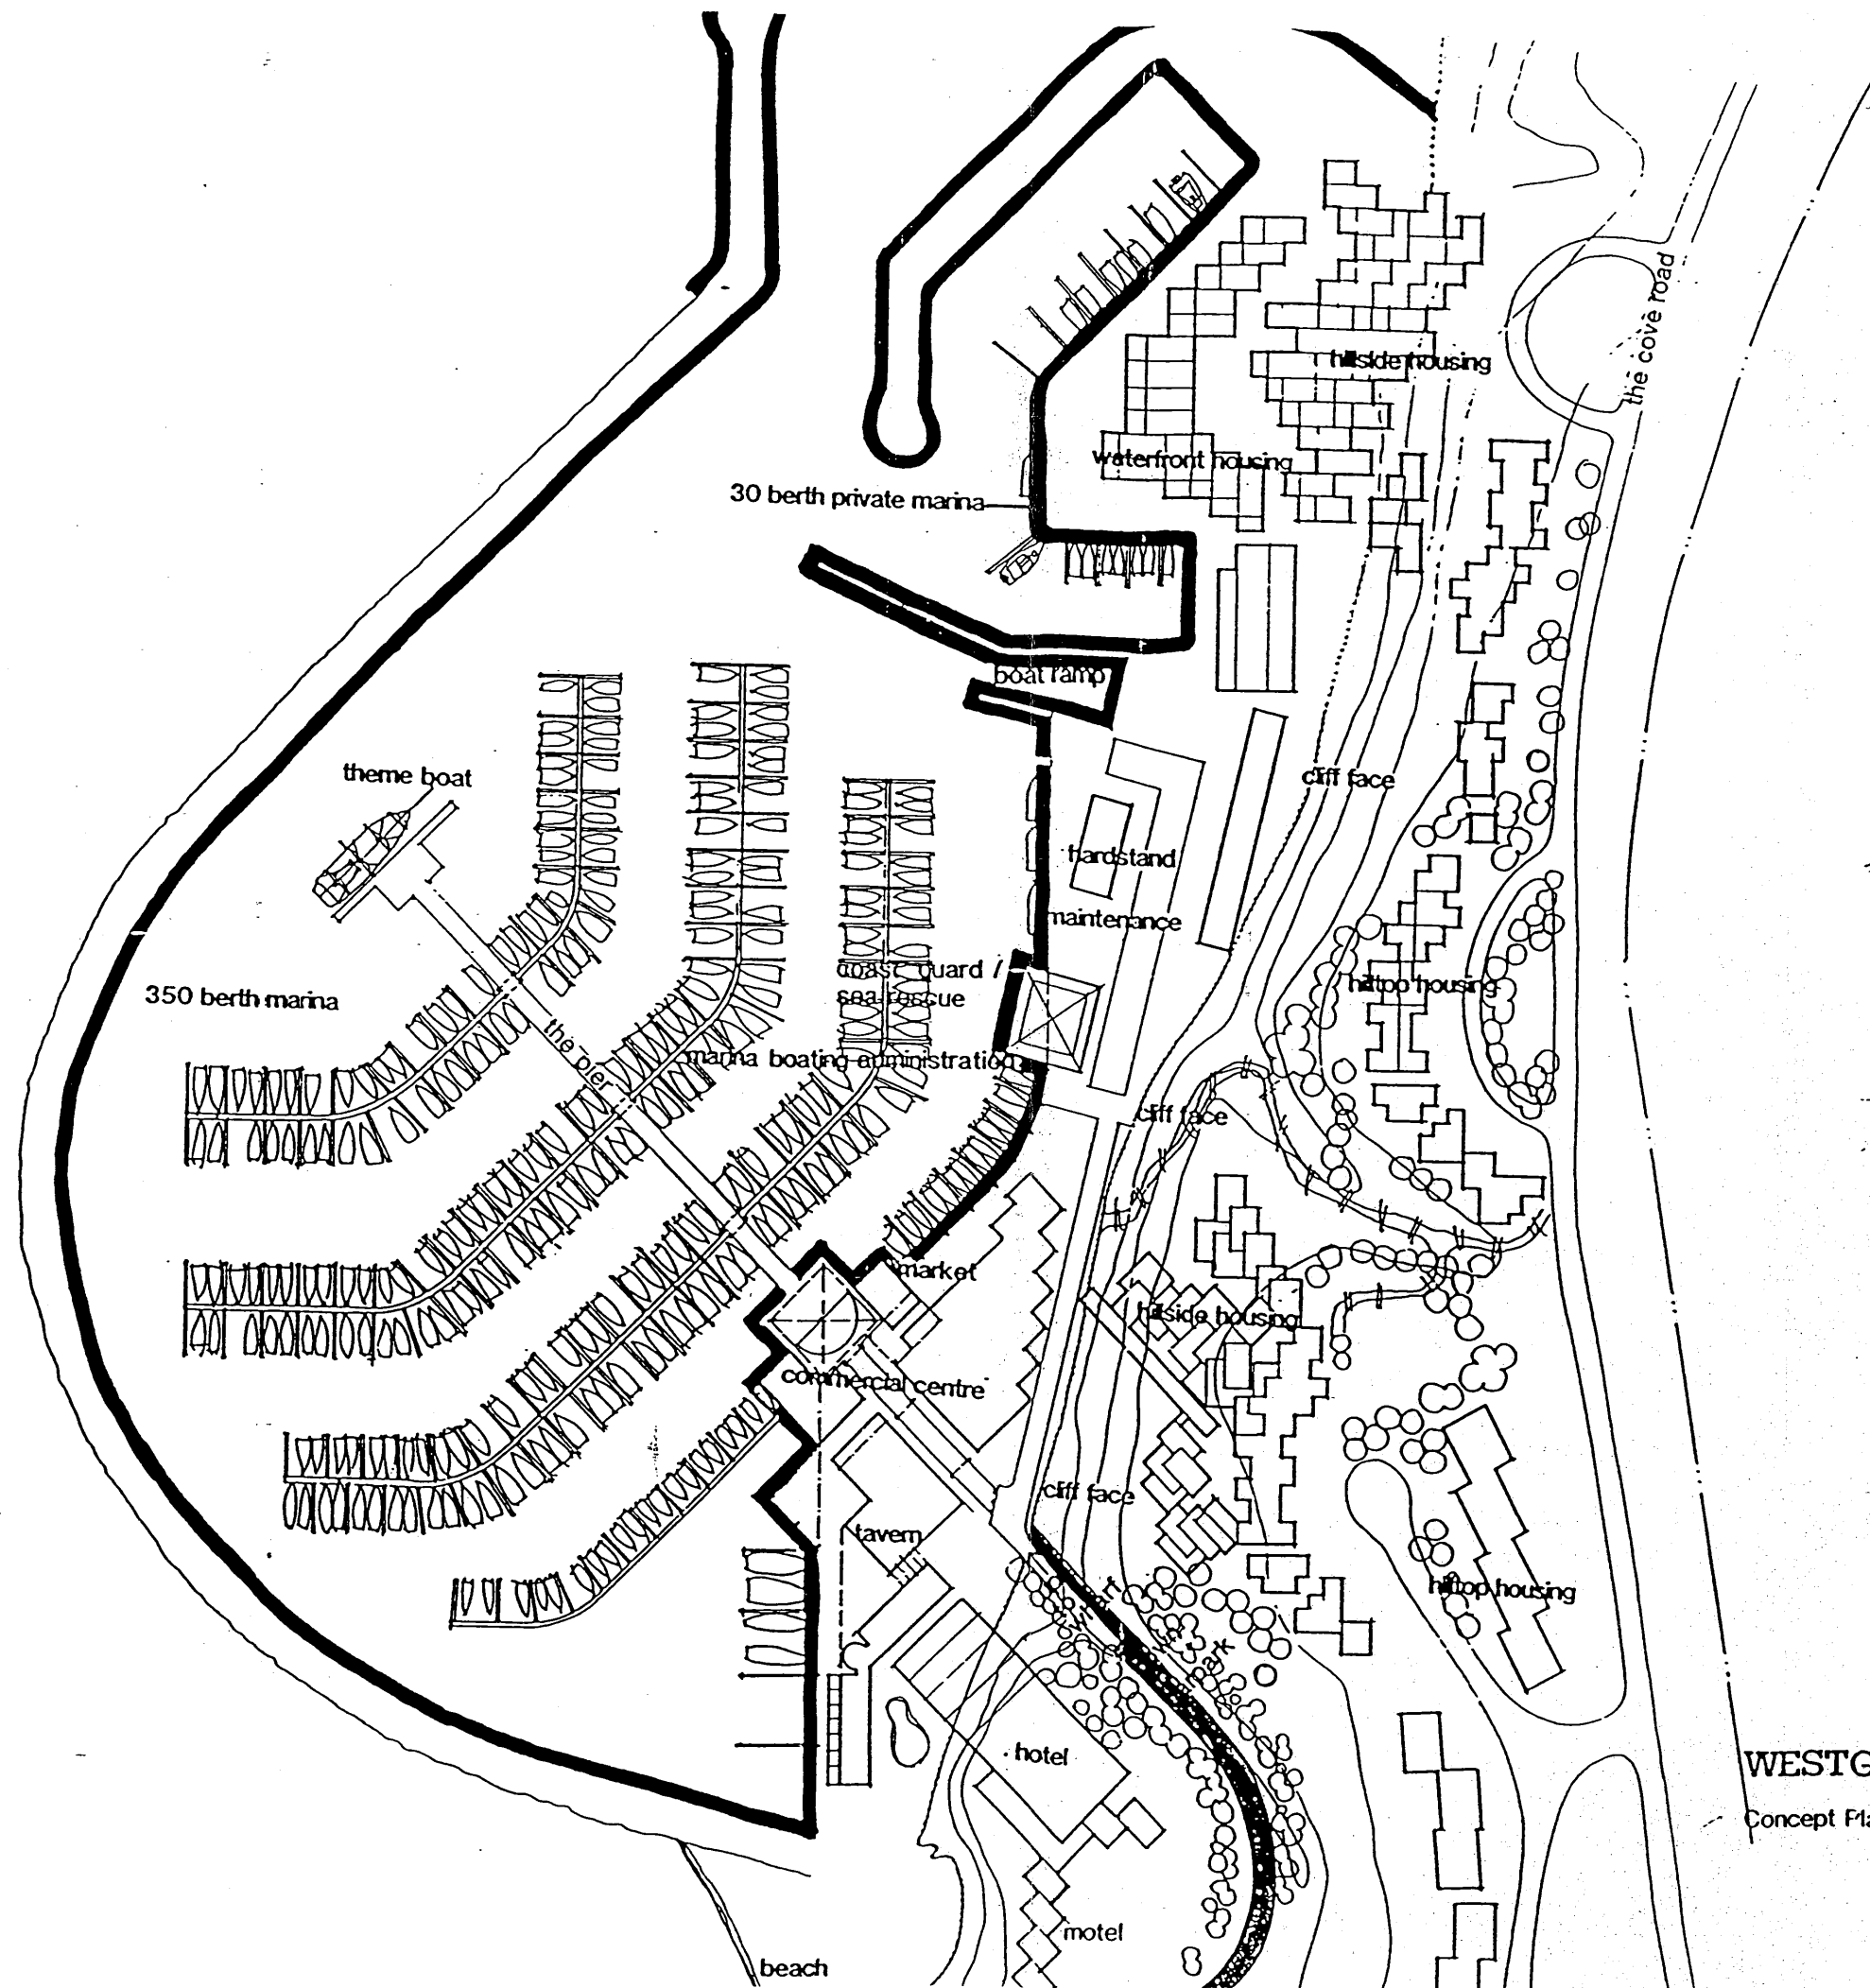 the cove road
hillside housing
waterfront housing
30 berth private marina
boat ramp
theme boat
cliff face
hardstand
maintenance
coast guard /
sea rescue
hilltop housing
350 berth marina
the pier
marina boating administration
cliff face
market
hillside housing
commercial centre
cliff face
tavern
hilltop housing
park
hotel
WESTG
Concept Pla
motel
beach